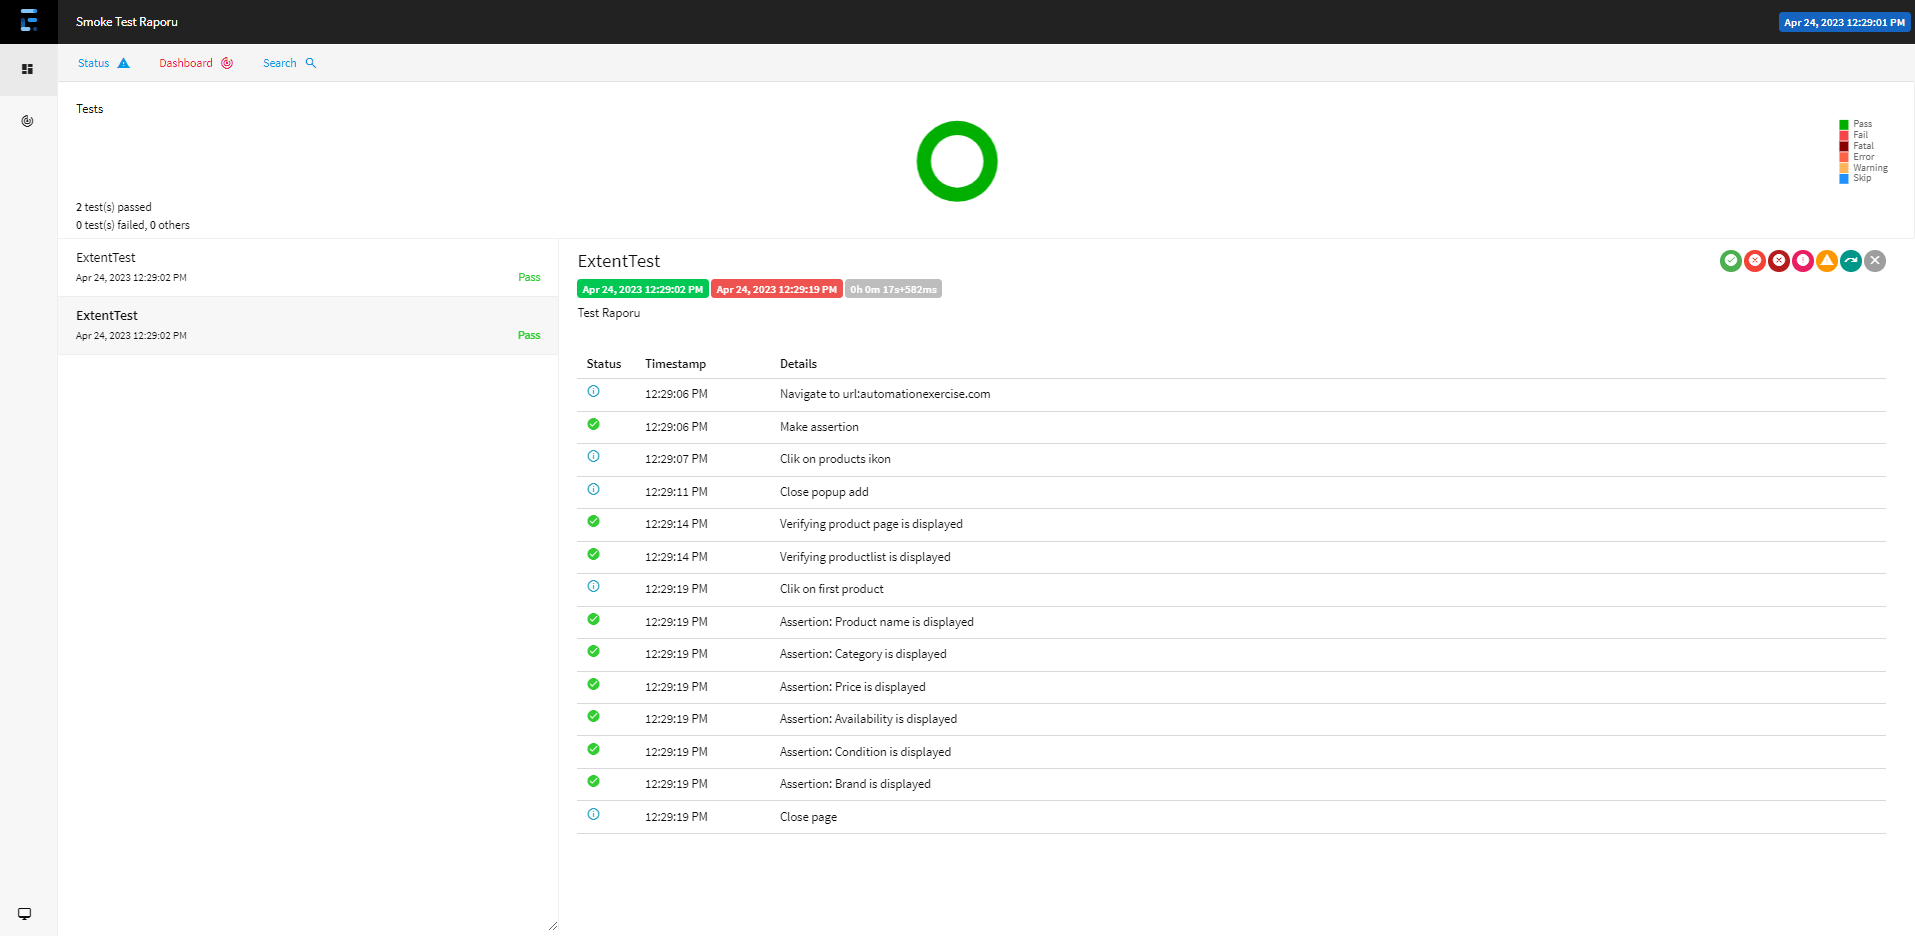 Smoke Test Raporu
Apr 24, 2023 12:29:01 PM
Status
Dashboard
Search
Tests
Pass
Fail
Fatal
Error
Warning
Skip
2 test(s) passed
0 test(s) failed, 0 others
ExtentTest
Apr 24, 2023 12:29:02 PM Pass
ExtentTest
Apr 24, 2023 12:29:02 PM Pass
ExtentTest
Apr 24, 2023 12:29:02 PM Apr 24, 2023 12:29:19 PM 0h 0m 17s+582ms
Test Raporu
Status Timestamp Details
12:29:06 PM Navigate to url:automationexercise.com
12:29:06 PM Make assertion
12:29:07 PM Clik on products ikon
12:29:11 PM Close popup add
12:29:14 PM Verifying product page is displayed
12:29:14 PM Verifying productlist is displayed
12:29:19 PM Clik on first product
12:29:19 PM Assertion: Product name is displayed
12:29:19 PM Assertion: Category is displayed
12:29:19 PM Assertion: Price is displayed
12:29:19 PM Assertion: Availability is displayed
12:29:19 PM Assertion: Condition is displayed
12:29:19 PM Assertion: Brand is displayed
12:29:19 PM Close page